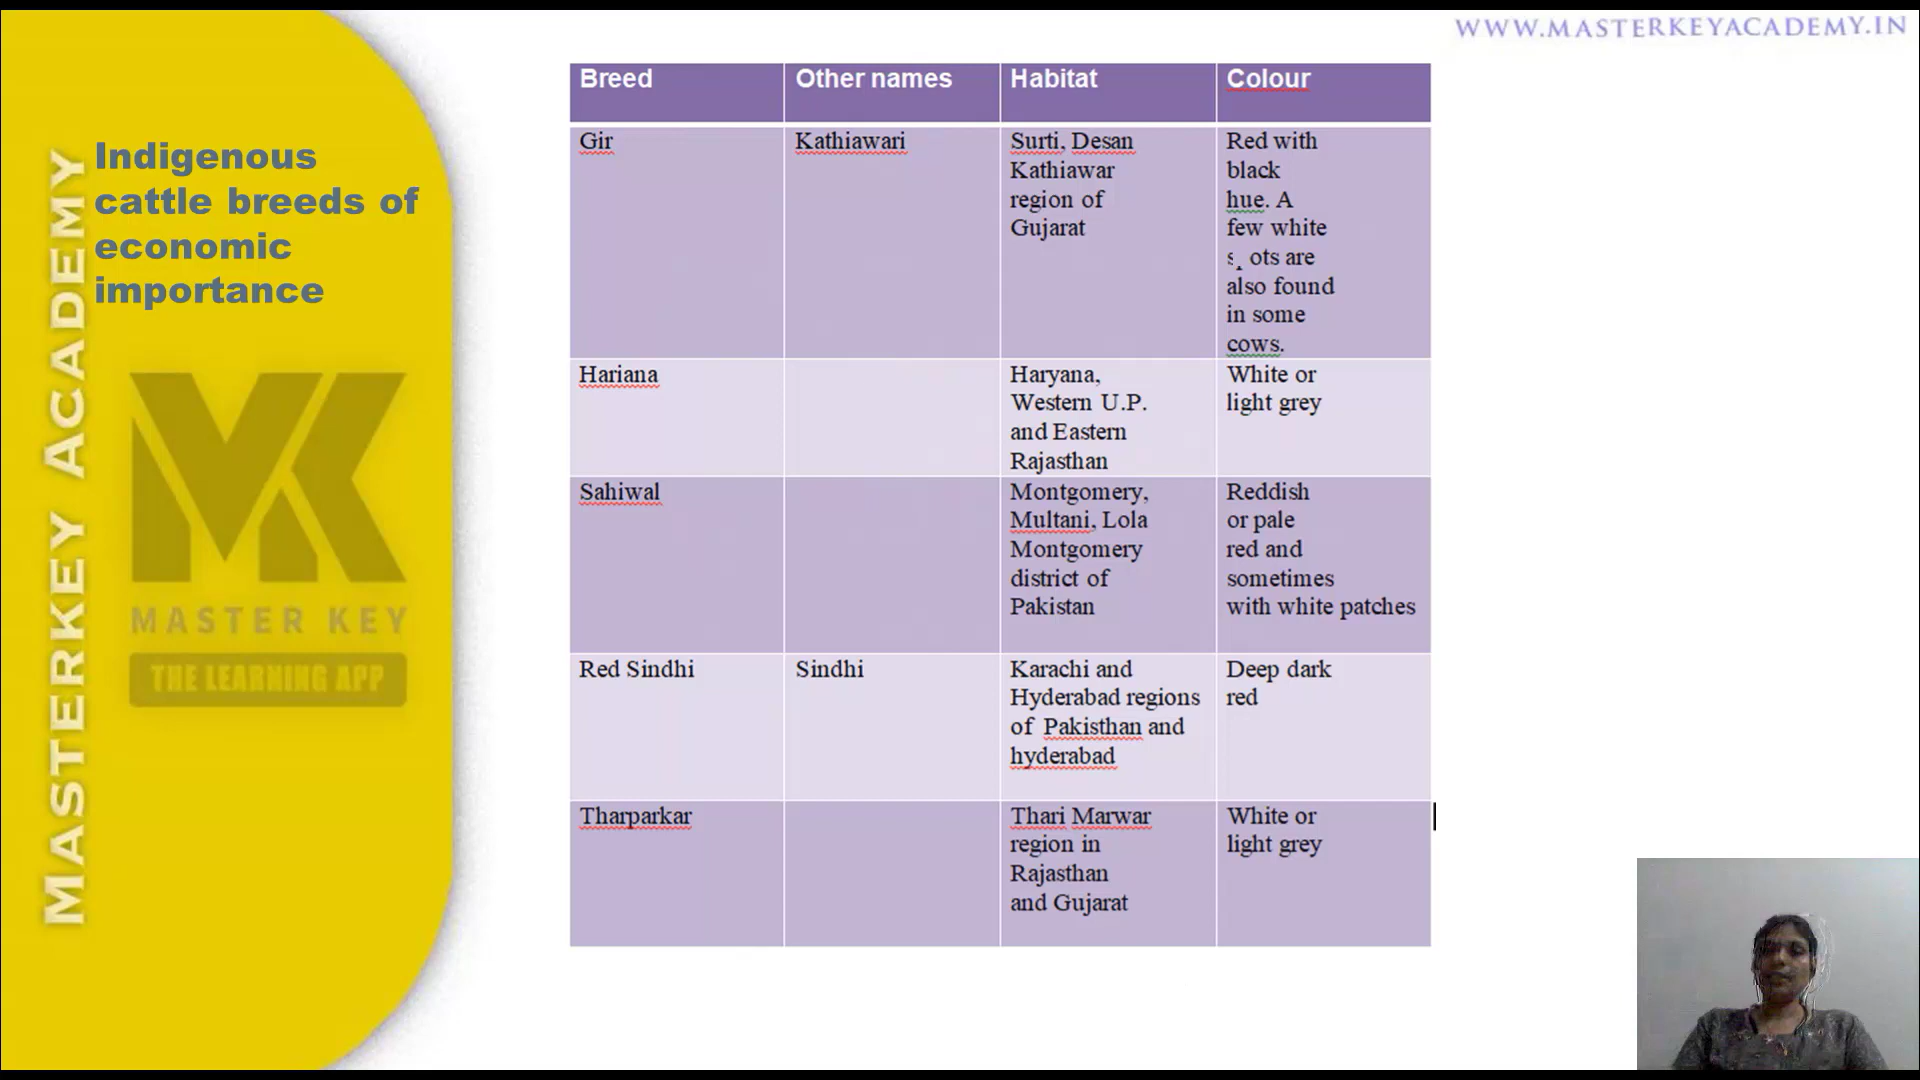 WWW.MASTERKEYACADEMY.IN
MASTERKEY ACADEMY
Indigenous
cattle breeds of
economic
importance
MK
MASTER KEY
THE LEARNING APP
Breed Other names Habitat Colour
Gir Kathiawari Surti, Desan Red with
Kathiawar black
region of hue. A
Gujarat few white
spots are
also found
in some
cows.
Hariana Haryana, White or
Western U.P. light grey
and Eastern
Rajasthan
Sahiwal Montgomery, Reddish
Multani, Lola or pale
Montgomery red and
district of sometimes
Pakistan with white patches
Red Sindhi Sindhi Karachi and Deep dark
Hyderabad regions red
of Pakisthan and
hyderabad
Tharparkar Thari Marwar White or
region in light grey
Rajasthan
and Gujarat